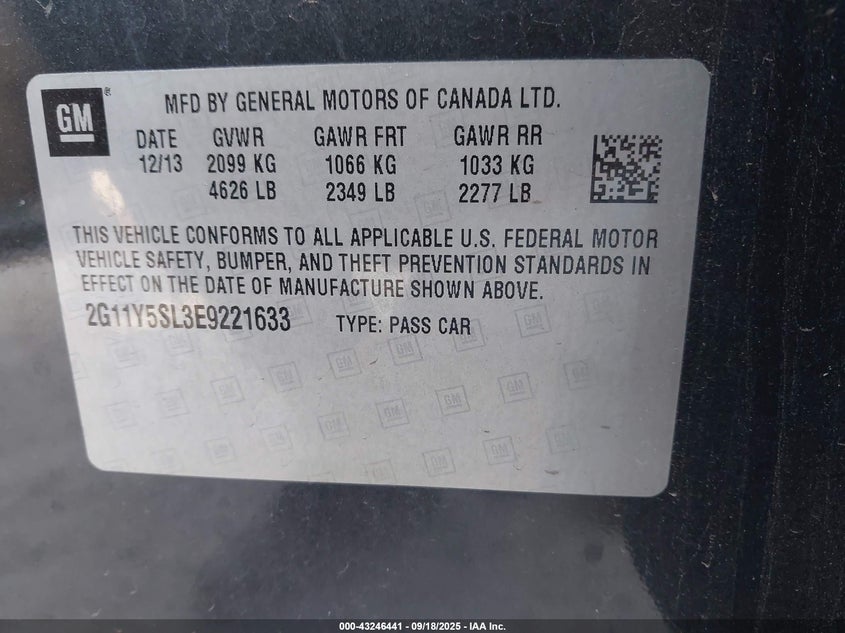 GM
MFD BY GENERAL MOTORS OF CANADA LTD.
DATE GVWR GAWR FRT GAWR RR
12/13 2099 KG 1066 KG 1033 KG
4626 LB 2349 LB 2277 LB
THIS VEHICLE CONFORMS TO ALL APPLICABLE U.S. FEDERAL MOTOR
VEHICLE SAFETY, BUMPER, AND THEFT PREVENTION STANDARDS IN
EFFECT ON THE DATE OF MANUFACTURE SHOWN ABOVE.
2G11Y5SL3E9221633 TYPE: PASS CAR
000-43246441 - 09/18/2025 - IAA Inc.